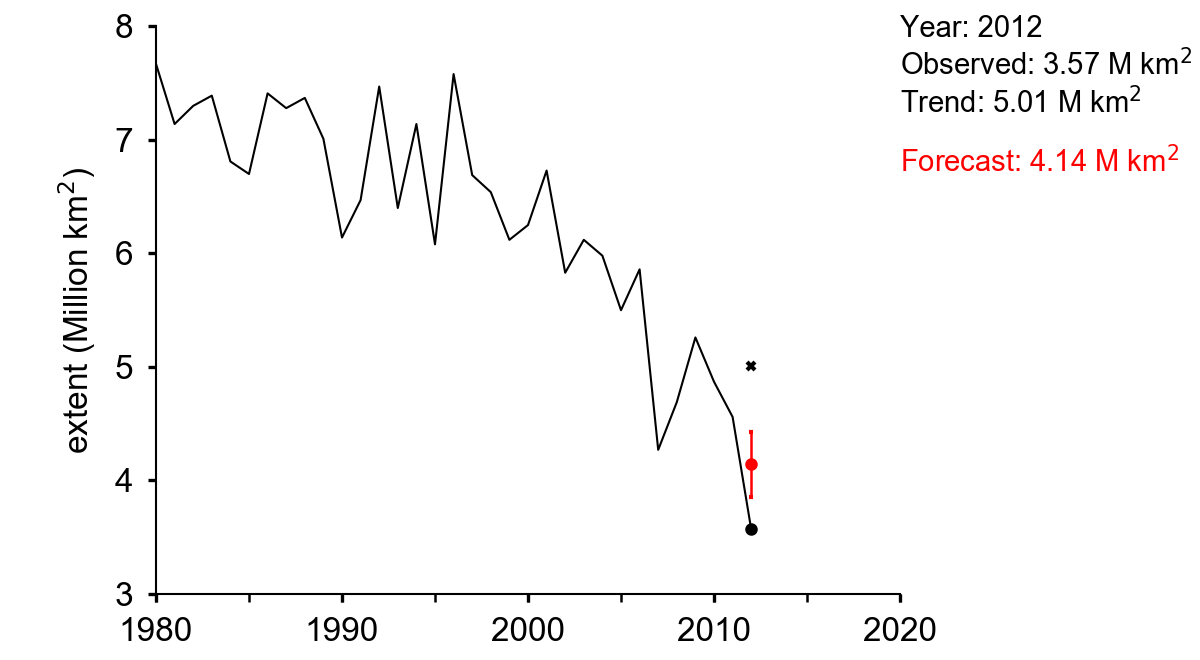 Year: 2012
Observed: 3.57 M km²
Trend: 5.01 M km²
Forecast: 4.14 M km²
extent (Million km²)
8
7
6
5
4
3
1980 1990 2000 2010 2020